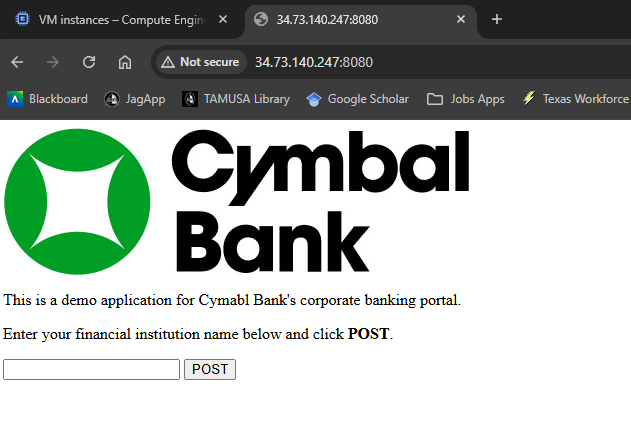 VM instances – Compute Engin
34.73.140.247:8080
Not secure
34.73.140.247:8080
Blackboard
JagApp
TAMUSA Library
Google Scholar
Jobs Apps
Texas Workforce
Cymbal
Bank
This is a demo application for Cymabl Bank's corporate banking portal.
Enter your financial institution name below and click POST.
POST